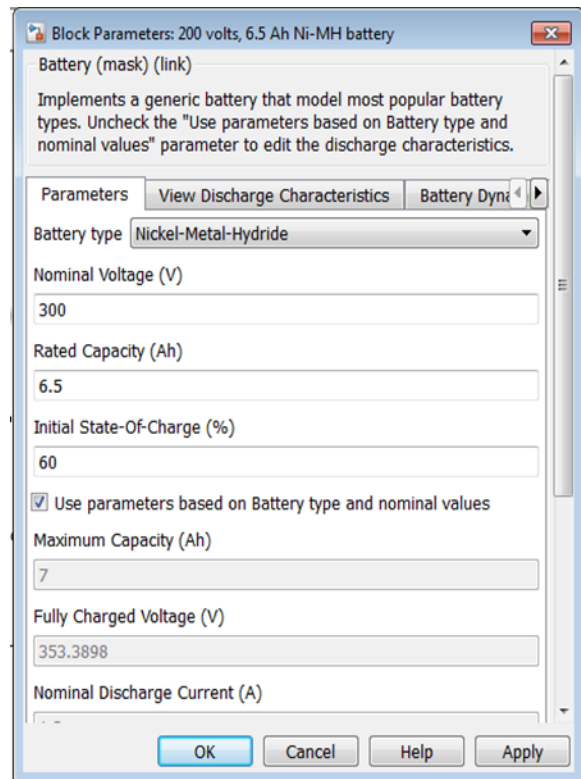 Block Parameters: 200 volts, 6.5 Ah Ni-MH battery
Battery (mask) (link)
Implements a generic battery that model most popular battery
types. Uncheck the "Use parameters based on Battery type and
nominal values" parameter to edit the discharge characteristics.
Parameters View Discharge Characteristics Battery Dyna
Battery type Nickel-Metal-Hydride
Nominal Voltage (V)
300
Rated Capacity (Ah)
6.5
Initial State-Of-Charge (%)
60
Use parameters based on Battery type and nominal values
Maximum Capacity (Ah)
7
Fully Charged Voltage (V)
353.3898
Nominal Discharge Current (A)
OK Cancel Help Apply